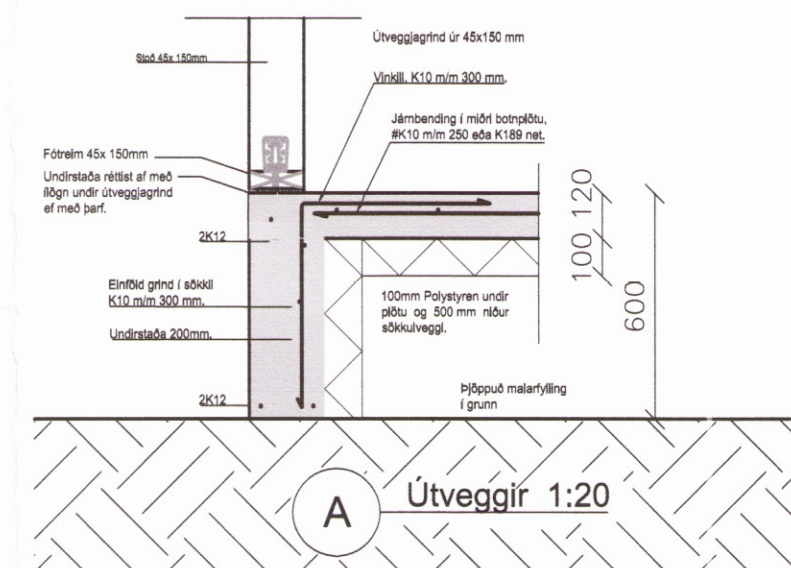 Útveggjagrind úr 45x150 mm
Stoð 45x 150mm
Vinkill, K10 m/m 300 mm.
Járnbending í miðri botnplötu,
#K10 m/m 250 eða K189 net.
Fótreim 45x 150mm
Undirstaða réttist af með
ílögn undir útveggjagrind
ef með þarf.
2K12
120
100
600
Einföld grind í sökkli
K10 m/m 300 mm.
100mm Polystyren undir
plötu og 500 mm niður
sökkulveggi.
Undirstaða 200mm.
2K12
Þjöppuð malarfylling
í grunn
A
Útveggir 1:20